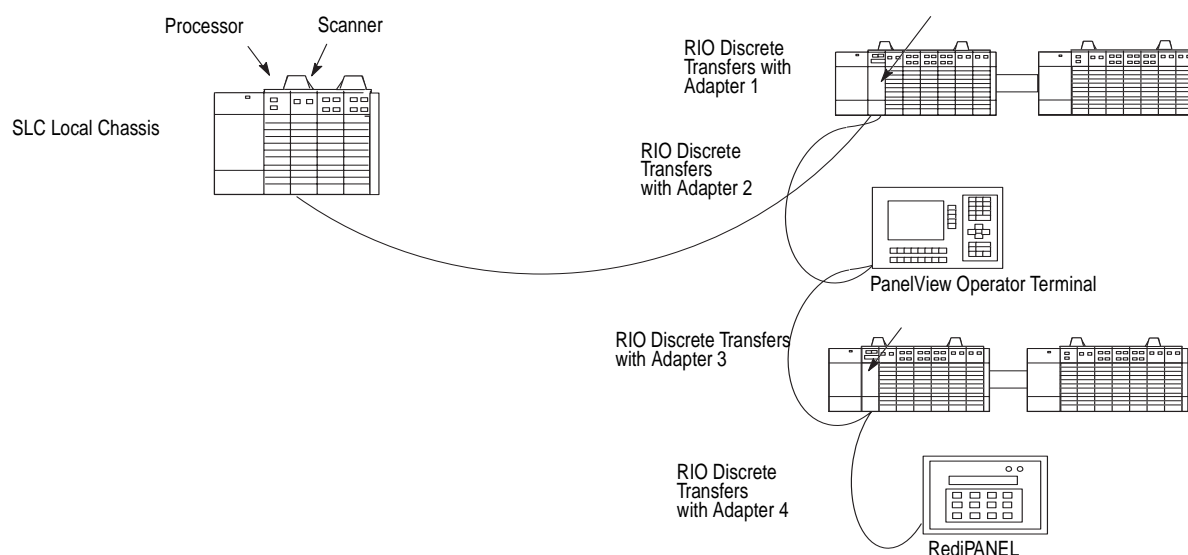 Processor
Scanner
SLC Local Chassis
RIO Discrete
Transfers with
Adapter 1
RIO Discrete
Transfers
with Adapter 2
PanelView Operator Terminal
RIO Discrete Transfers
with Adapter 3
RIO Discrete
Transfers
with Adapter 4
RediPANEL